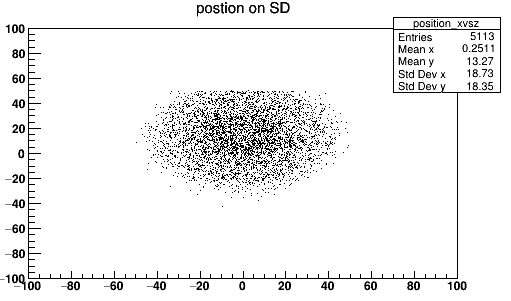 postion on SD
position_xvsz
Entries 5113
Mean x 0.2511
Mean y 13.27
Std Dev x 18.73
Std Dev y 18.35
100
80
60
40
20
0
−20
−40
−60
−80
−100
−100 −80 −60 −40 −20 0 20 40 60 80 100